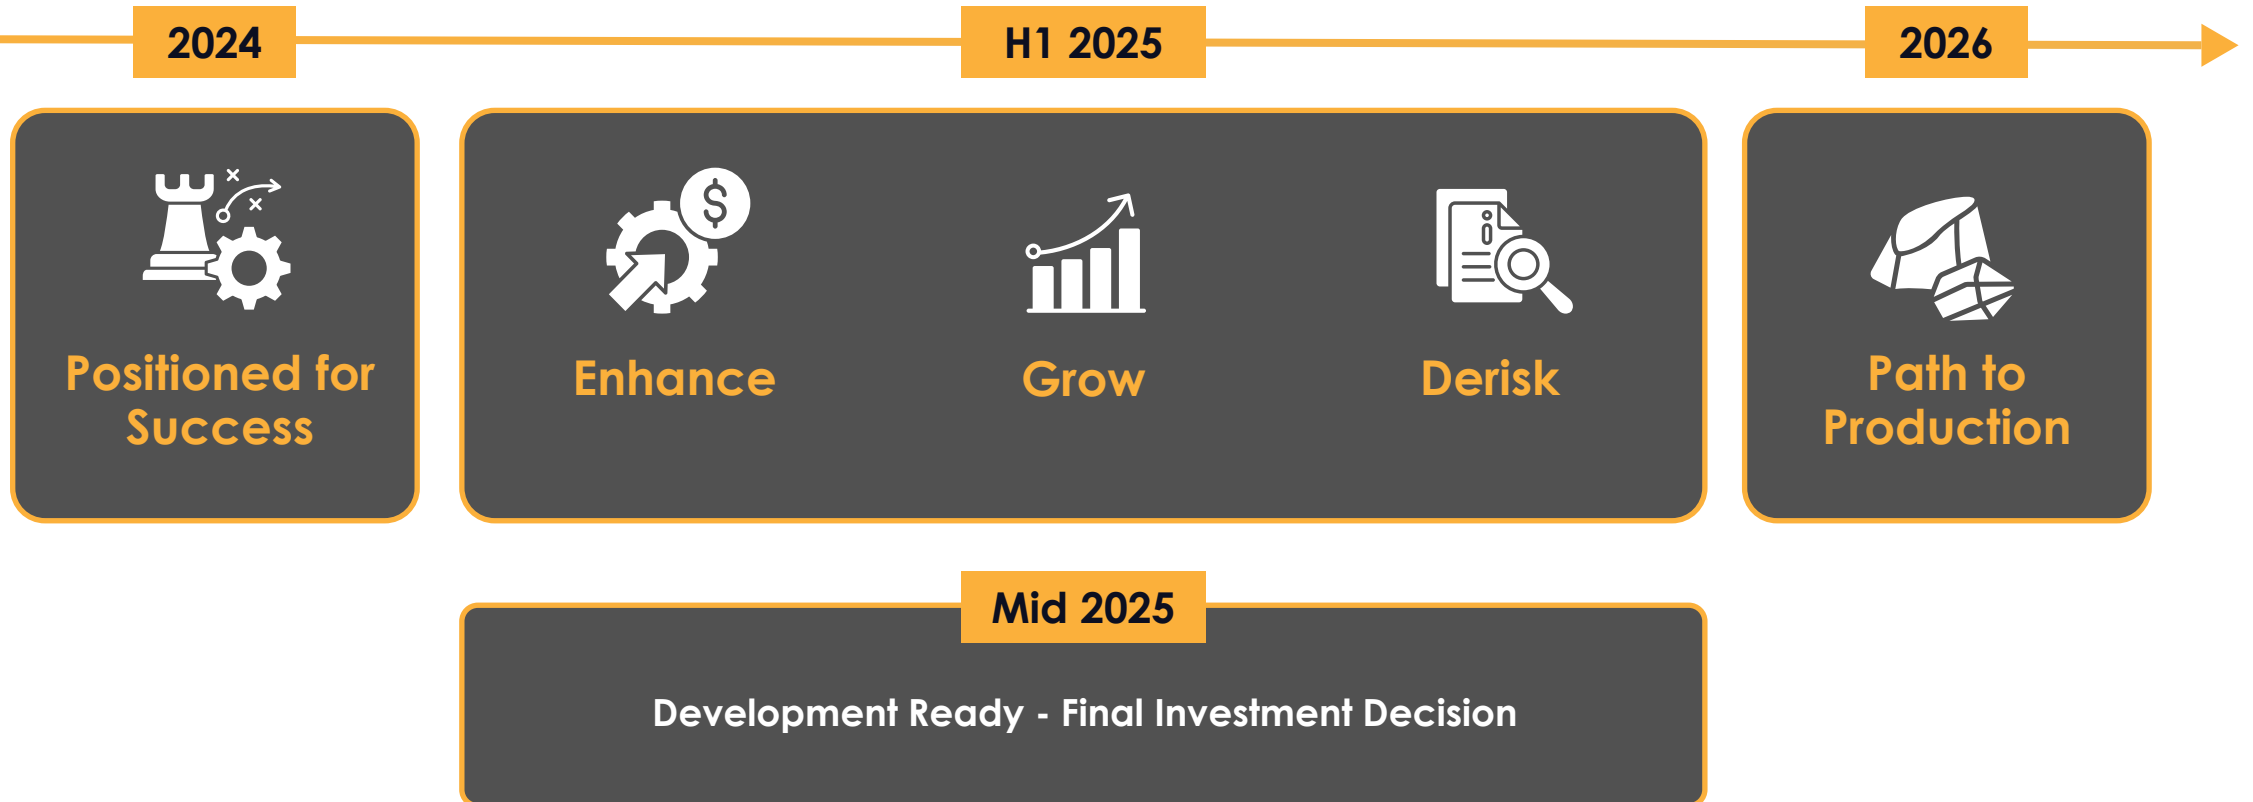 2024
H1 2025
2026
Positioned for
Success
Enhance
Grow
Derisk
Path to
Production
Mid 2025
Development Ready - Final Investment Decision